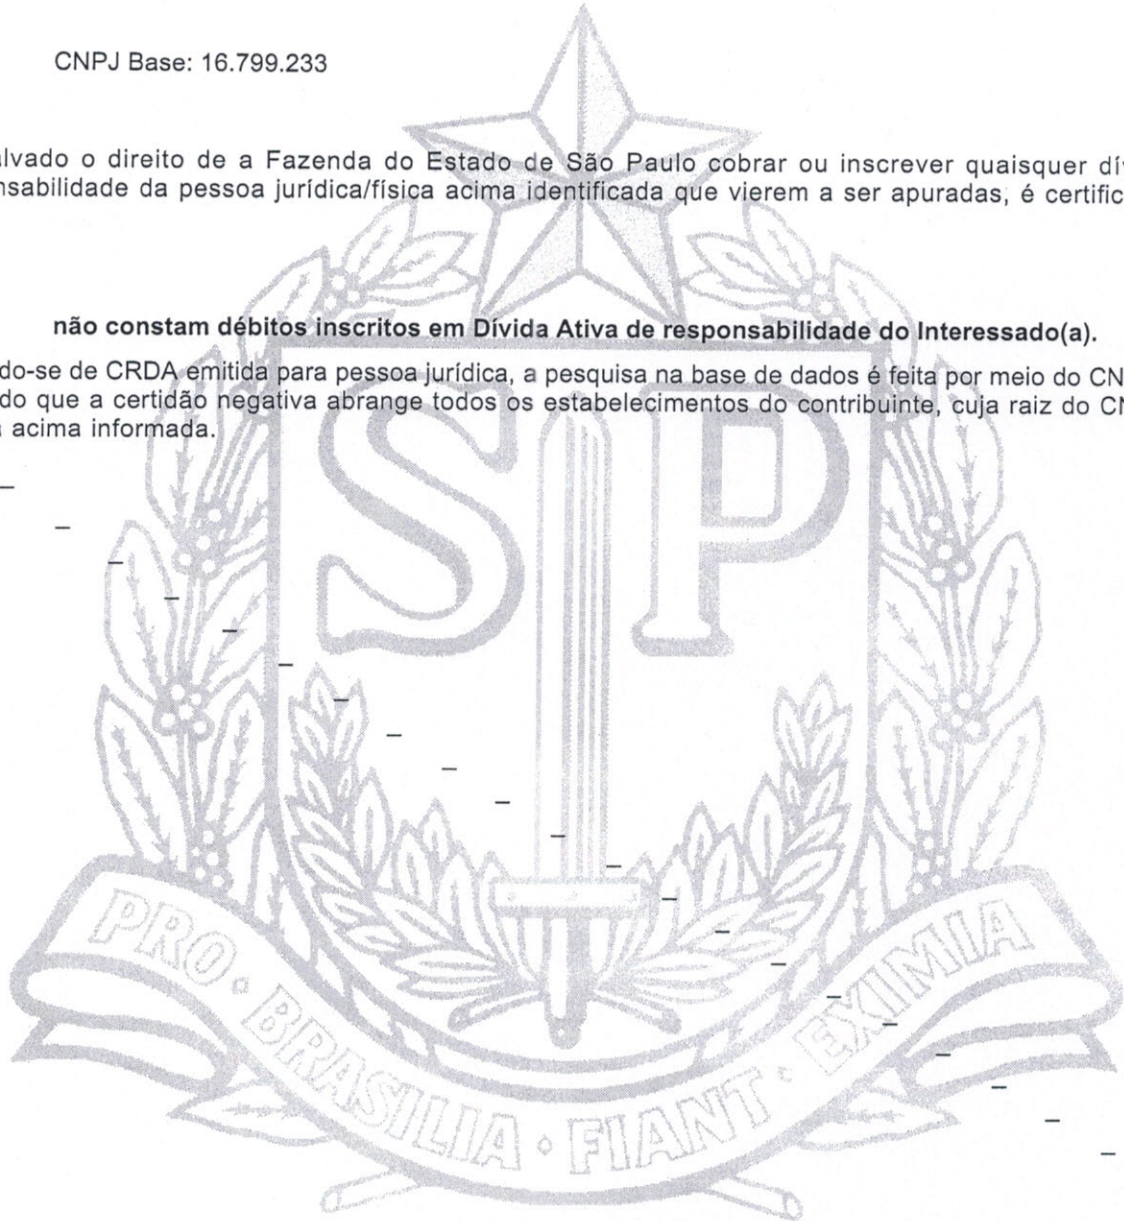 CNPJ Base: 16.799.233
lvado o direito de a Fazenda do Estado de São Paulo cobrar ou inscrever quaisquer dív
nsabilidade da pessoa jurídica/física acima identificada que vierem a ser apuradas, é certific
não constam débitos inscritos em Dívida Ativa de responsabilidade do Interessado(a).
do-se de CRDA emitida para pessoa jurídica, a pesquisa na base de dados é feita por meio do CN
do que a certidão negativa abrange todos os estabelecimentos do contribuinte, cuja raiz do CN
acima informada.
SP
PRO • BRASILIA • FIANT • EXIMIA